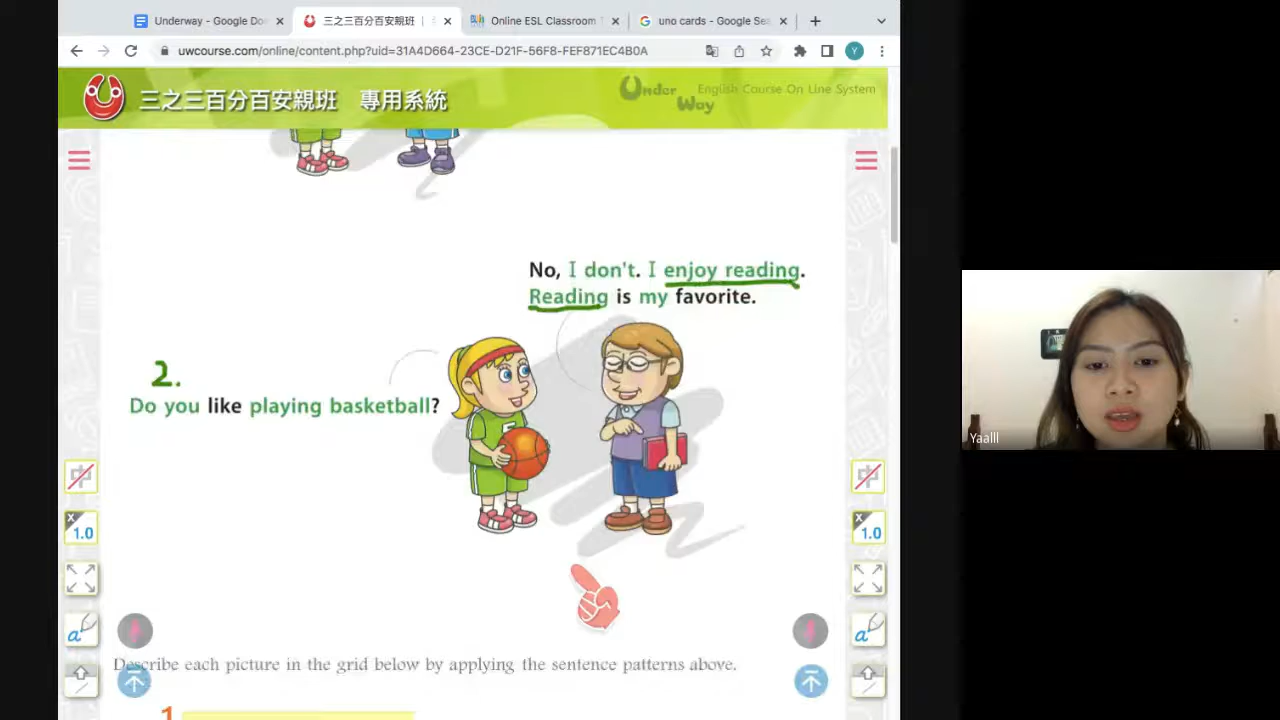 Underway - Google Do
三之三百分百安親班 |
Online ESL Classroom
uno cards - Google Sea
uwcourse.com/online/content.php?uid=31A4D664-23CE-D21F-56F8-FEF871EC4B0A
Y
三之三百分百安親班 專用系統
Under Way
English Course On Line System
No, I don't. I enjoy reading.
Reading is my favorite.
2.
Do you like playing basketball?
Yaalll
中
中
x 1.0
x 1.0
a
a
Describe each picture in the grid below by applying the sentence patterns above.
1